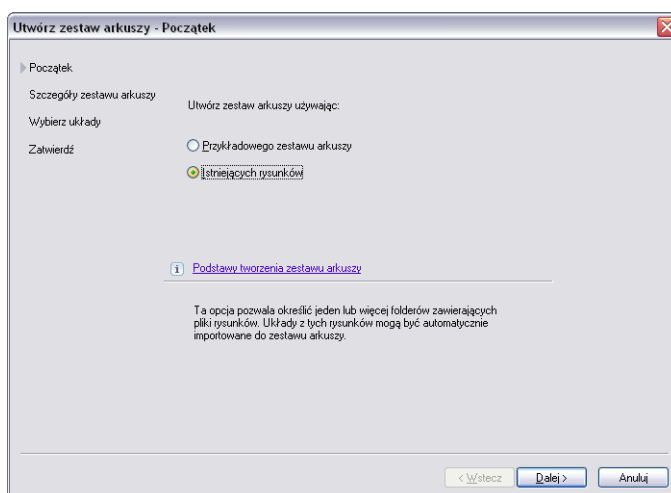 Utwórz zestaw arkuszy - Początek
Początek
Szczegóły zestawu arkuszy
Wybierz układy
Zatwierdź
Utwórz zestaw arkuszy używając:
Przykładowego zestawu arkuszy
Istniejących rysunków
Podstawy tworzenia zestawu arkuszy
Ta opcja pozwala określić jeden lub więcej folderów zawierających
pliki rysunków. Układy z tych rysunków mogą być automatycznie
importowane do zestawu arkuszy.
< Wstecz
Dalej >
Anuluj